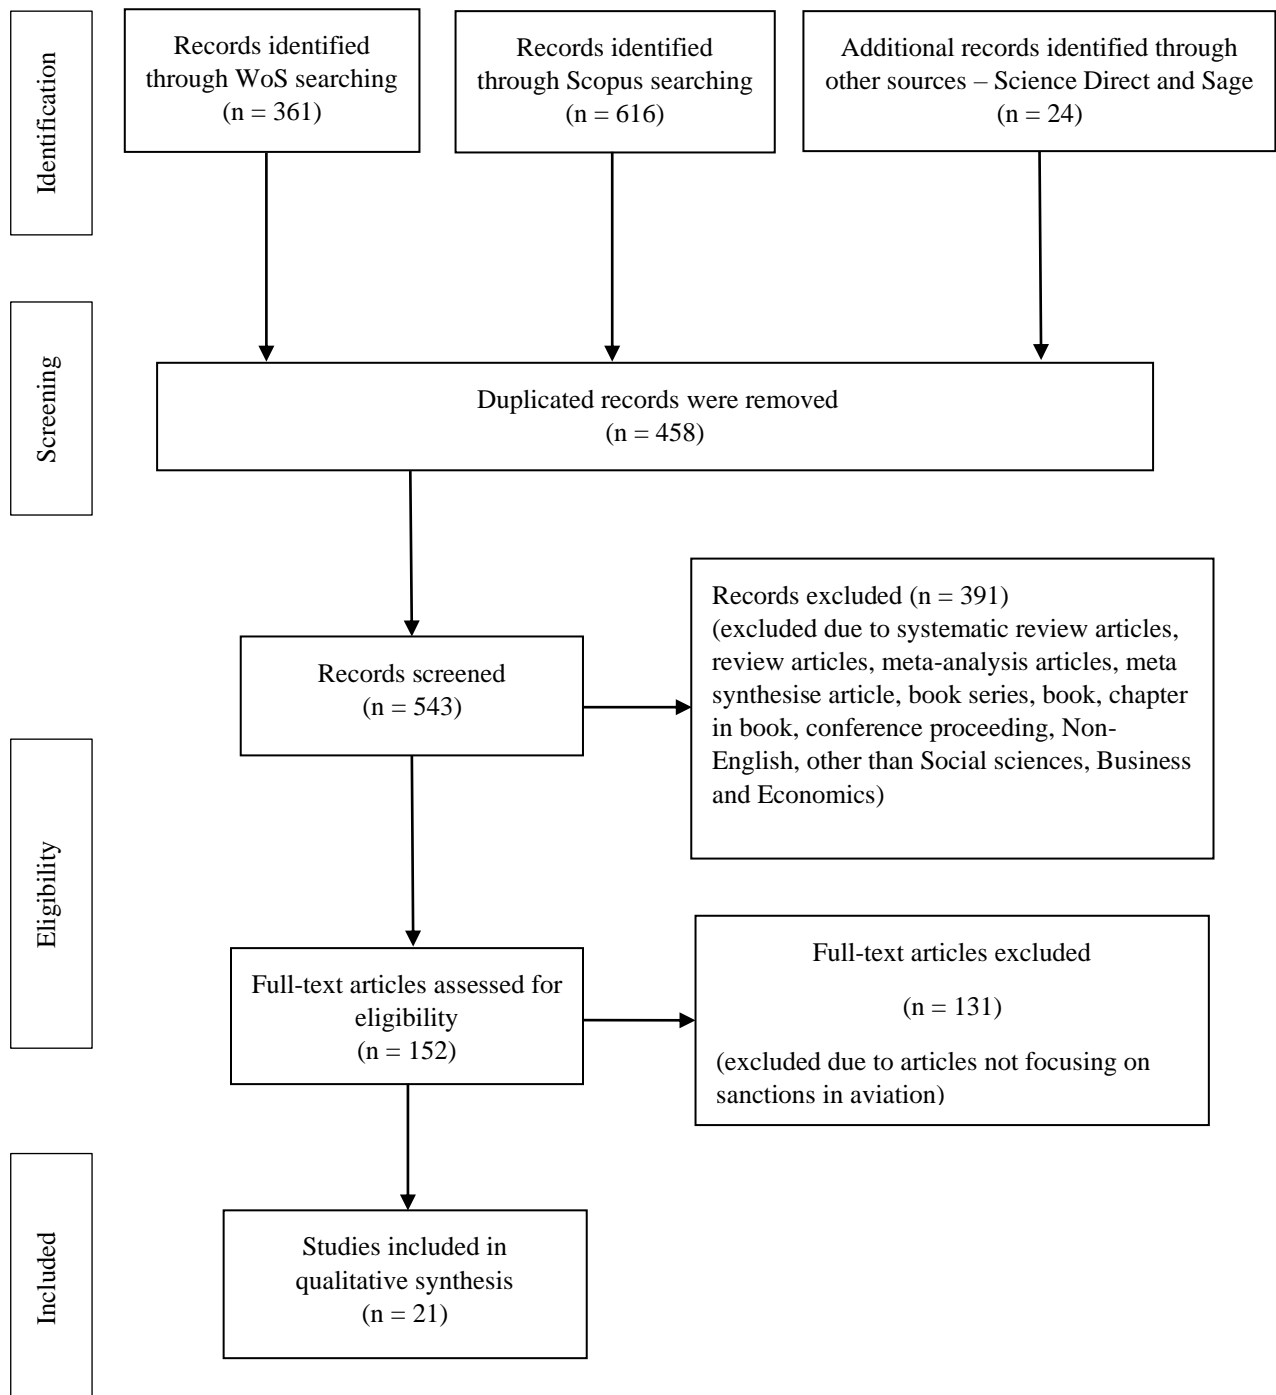 Identification
Records identified
through WoS searching
(n = 361)
Records identified
through Scopus searching
(n = 616)
Additional records identified through
other sources – Science Direct and Sage
(n = 24)
Screening
Duplicated records were removed
(n = 458)
Records screened
(n = 543)
Records excluded (n = 391)
(excluded due to systematic review articles,
review articles, meta-analysis articles, meta
synthesise article, book series, book, chapter
in book, conference proceeding, Non-
English, other than Social sciences, Business
and Economics)
Eligibility
Full-text articles assessed for
eligibility
(n = 152)
Full-text articles excluded
(n = 131)
(excluded due to articles not focusing on
sanctions in aviation)
Included
Studies included in
qualitative synthesis
(n = 21)